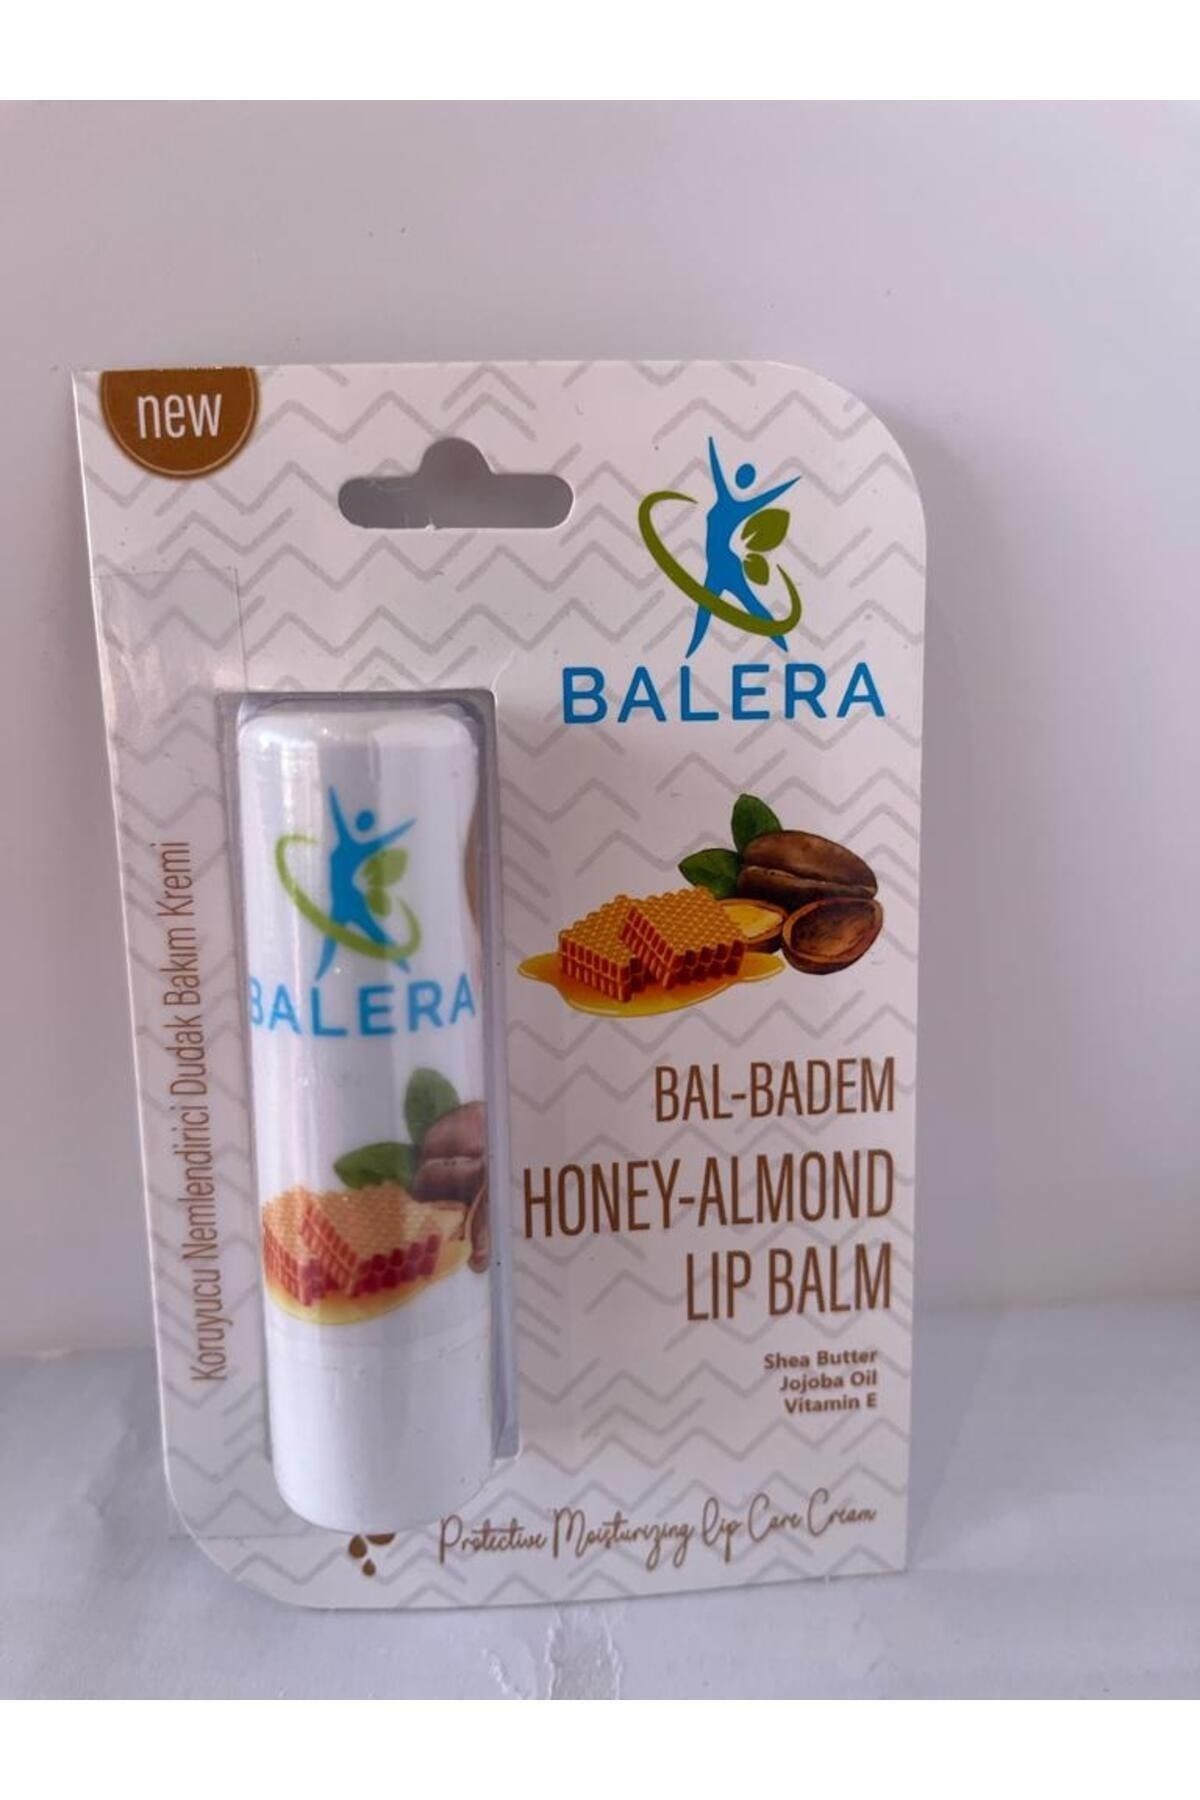 new
BALERA
BALERA
Koruyucu Nemlendirici Dudak Bakım Kremi
BAL-BADEM
HONEY-ALMOND
LIP BALM
Shea Butter
Jojoba Oil
Vitamin E
Protective Moisturizing Lip Care Cream